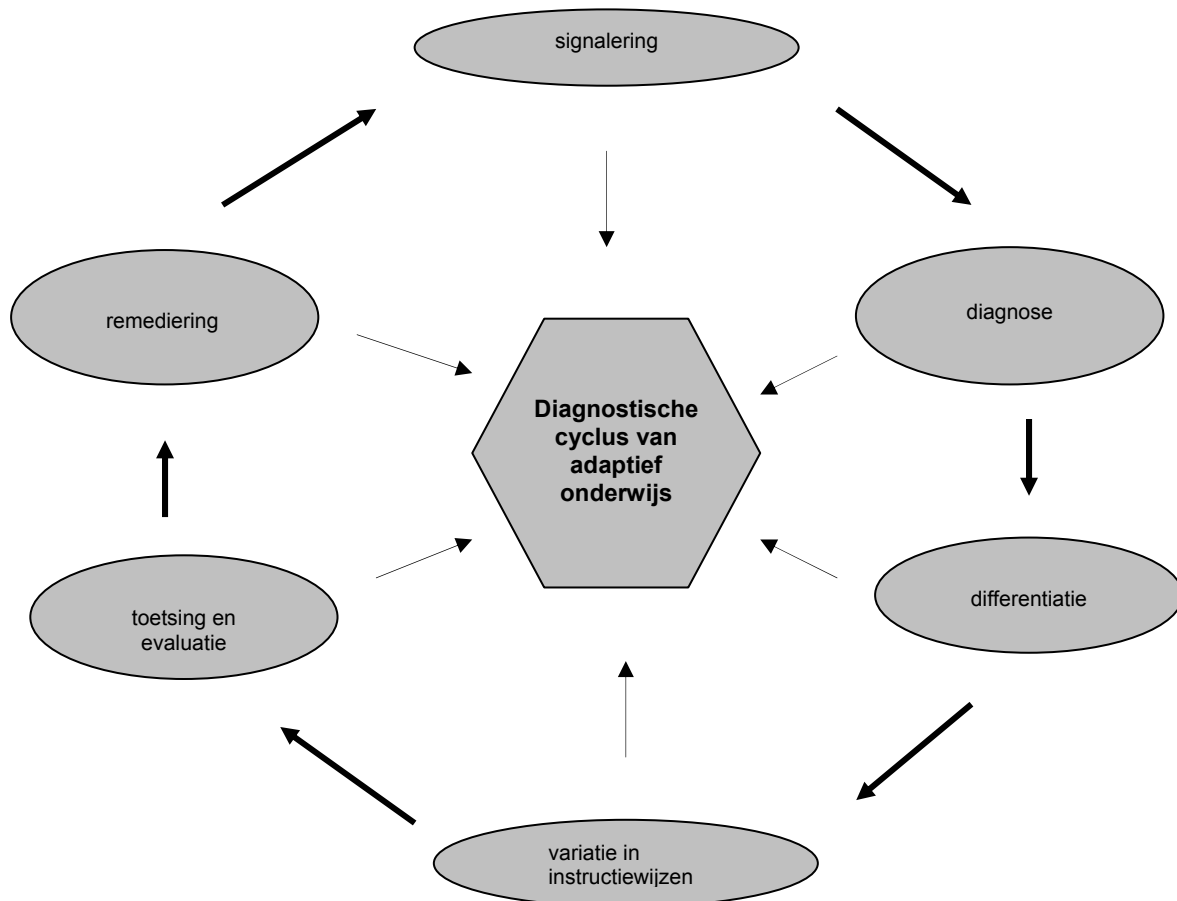 signalering
remediering
diagnose
Diagnostische
cyclus van
adaptief
onderwijs
toetsing en
evaluatie
differentiatie
variatie in
instructiewijzen